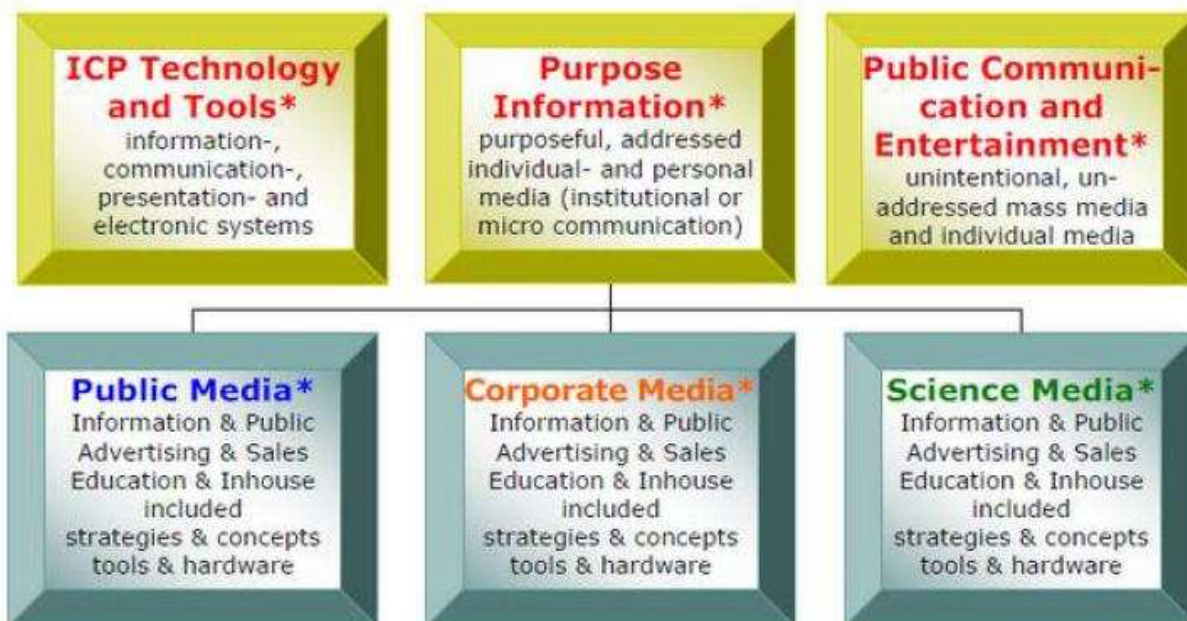 ICP Technology
and Tools*
information-,
communication-,
presentation- and
electronic systems
Purpose
Information*
purposeful, addressed
individual- and personal
media (institutional or
micro communication)
Public Communi-
cation and
Entertainment*
unintentional, un-
addressed mass media
and individual media
Public Media*
Information & Public
Advertising & Sales
Education & Inhouse
included
strategies & concepts
tools & hardware
Corporate Media*
Information & Public
Advertising & Sales
Education & Inhouse
included
strategies & concepts
tools & hardware
Science Media*
Information & Public
Advertising & Sales
Education & Inhouse
included
strategies & concepts
tools & hardware